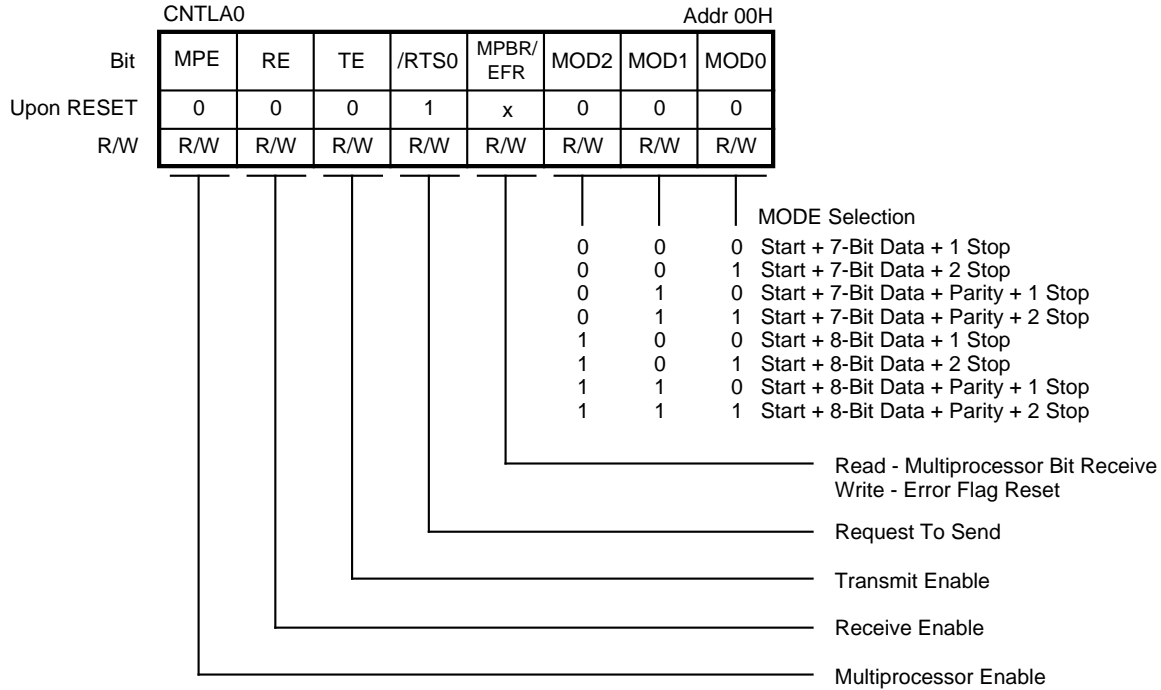 CNTLA0 Addr 00H
Bit MPE RE TE /RTS0 MPBR/ EFR MOD2 MOD1 MOD0
Upon RESET 0 0 0 1 x 0 0 0
R/W R/W R/W R/W R/W R/W R/W R/W R/W
MODE Selection
0 0 0 Start + 7-Bit Data + 1 Stop
0 0 1 Start + 7-Bit Data + 2 Stop
0 1 0 Start + 7-Bit Data + Parity + 1 Stop
0 1 1 Start + 7-Bit Data + Parity + 2 Stop
1 0 0 Start + 8-Bit Data + 1 Stop
1 0 1 Start + 8-Bit Data + 2 Stop
1 1 0 Start + 8-Bit Data + Parity + 1 Stop
1 1 1 Start + 8-Bit Data + Parity + 2 Stop
Read - Multiprocessor Bit Receive
Write - Error Flag Reset
Request To Send
Transmit Enable
Receive Enable
Multiprocessor Enable